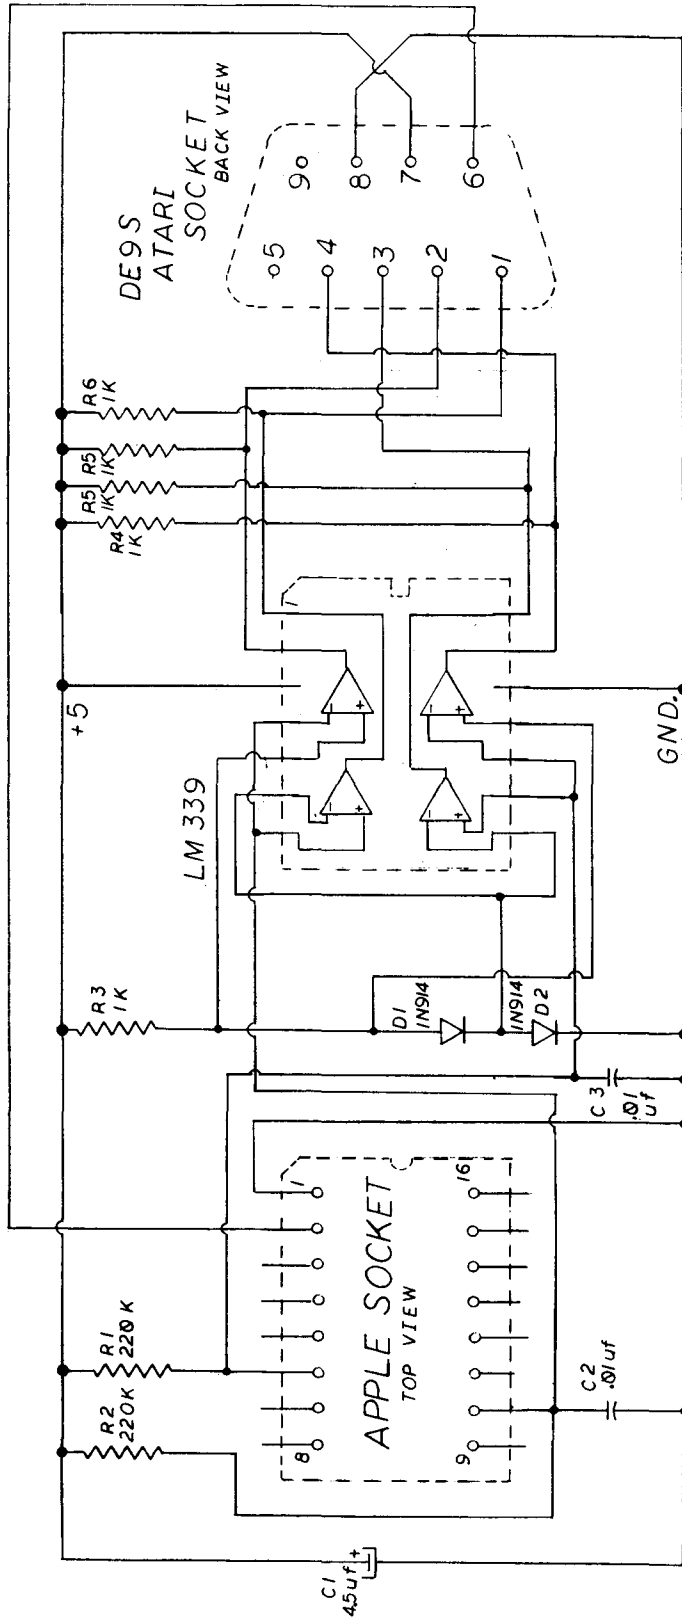 DE9S
ATARI
SOCKET
BACK VIEW
5
4
3
2
1
9
8
7
6
R6
1K
R5
1K
R5
1K
R4
1K
+5
GND.
LM 339
1
-
+
-
+
-
+
-
+
R3
1K
D1
1N914
1N914
D2
C3
.01
uf
APPLE SOCKET
TOP VIEW
1
16
8
9
R1
220K
R2
220K
C2
.01uf
C1
45uf
+